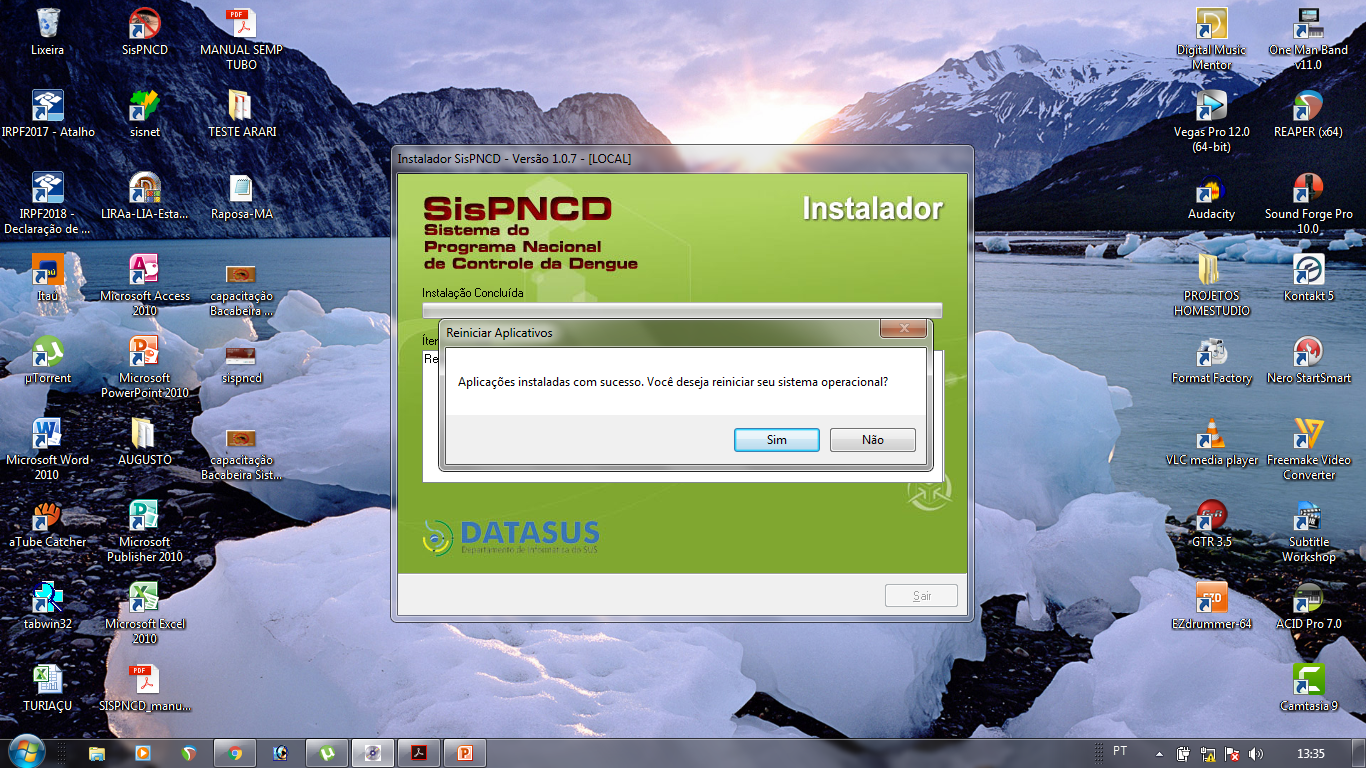 Lixeira
SisPNCD
MANUAL SEMP
TUBO
IRPF2017 - Atalho
sisnet
TESTE ARARI
IRPF2018 -
Declaração de ...
LIRAa-LIA-Esta...
Raposa-MA
Itaú
Microsoft Access
2010
capacitação
Bacabeira ...
µTorrent
Microsoft
PowerPoint 2010
sispncd
Microsoft Word
2010
AUGUSTO
capacitação
Bacabeira Sist...
aTube Catcher
Microsoft
Publisher 2010
tabwin32
Microsoft Excel
2010
TURIAÇU
SISPNCD_manu...
Instalador SisPNCD - Versão 1.0.7 - [LOCAL]
SisPNCD
Sistema do
Programa Nacional
de Controle da Dengue
Instalador
Instalação Concluída
Reiniciar Aplicativos
Aplicações instaladas com sucesso. Você deseja reiniciar seu sistema operacional?
Sim
Não
DATASUS
Departamento de Informática do SUS
Sair
Digital Music
Mentor
One Man Band
v11.0
Vegas Pro 12.0
(64-bit)
REAPER (x64)
Audacity
Sound Forge Pro
10.0
PROJETOS
HOMESTUDIO
Kontakt 5
Format Factory
Nero StartSmart
VLC media player
Freemake Video
Converter
GTR 3.5
Subtitle
Workshop
EZdrummer-64
ACID Pro 7.0
Camtasia 9
PT
13:35